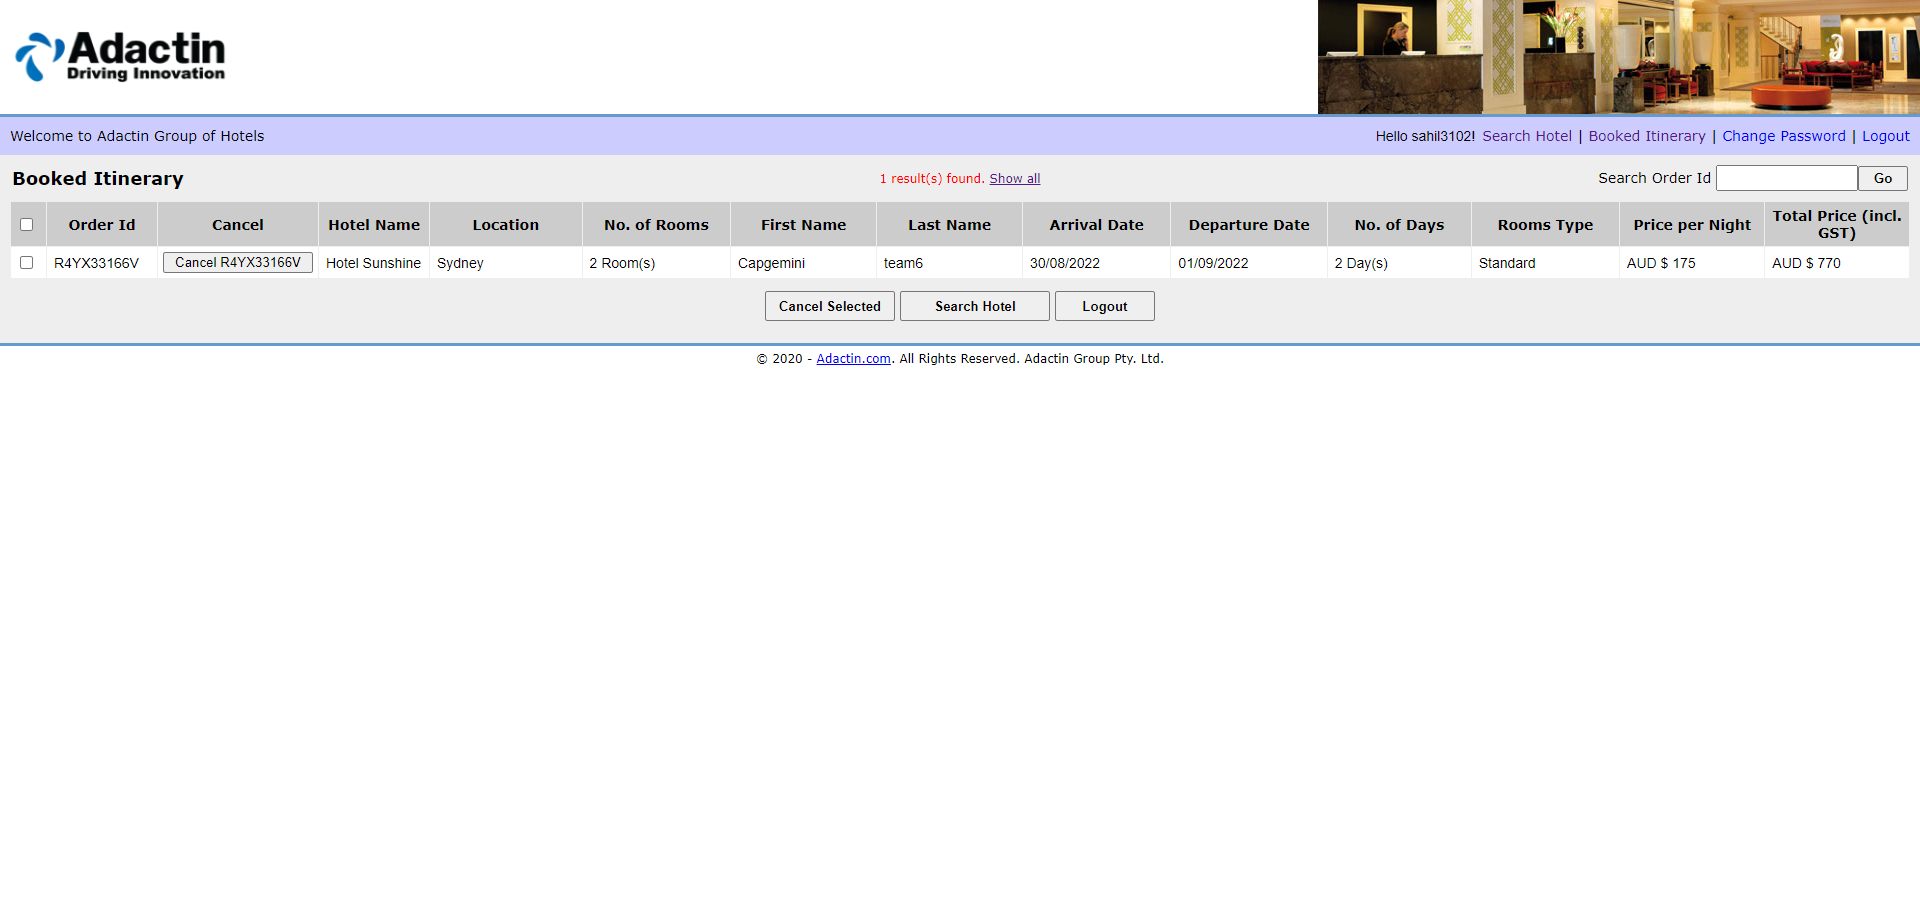 Adactin
Driving Innovation
Welcome to Adactin Group of Hotels
Hello sahil3102! Search Hotel | Booked Itinerary | Change Password | Logout
Booked Itinerary
1 result(s) found. Show all
Search Order Id Go
Order Id Cancel Hotel Name Location No. of Rooms First Name Last Name Arrival Date Departure Date No. of Days Rooms Type Price per Night Total Price (incl. GST)
R4YX33166V Cancel R4YX33166V Hotel Sunshine Sydney 2 Room(s) Capgemini team6 30/08/2022 01/09/2022 2 Day(s) Standard AUD $ 175 AUD $ 770
Cancel Selected Search Hotel Logout
© 2020 - Adactin.com. All Rights Reserved. Adactin Group Pty. Ltd.